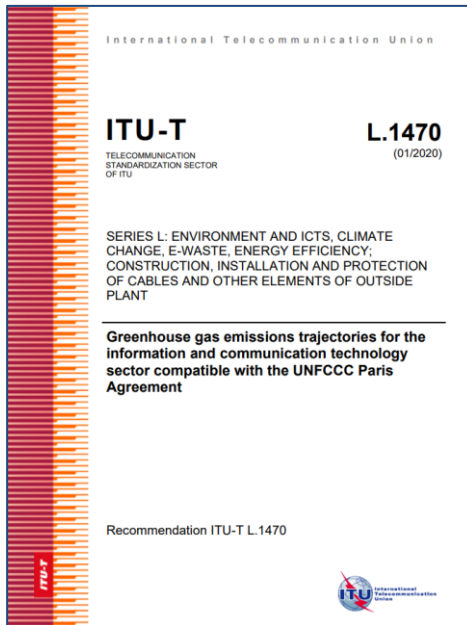 International Telecommunication Union
ITU-T
L.1470
TELECOMMUNICATION
STANDARDIZATION SECTOR
OF ITU
(01/2020)
SERIES L: ENVIRONMENT AND ICTS, CLIMATE
CHANGE, E-WASTE, ENERGY EFFICIENCY;
CONSTRUCTION, INSTALLATION AND PROTECTION
OF CABLES AND OTHER ELEMENTS OF OUTSIDE
PLANT
Greenhouse gas emissions trajectories for the
information and communication technology
sector compatible with the UNFCCC Paris
Agreement
Recommendation ITU-T L.1470
ITU-T
ITU
International
Telecommunication
Union